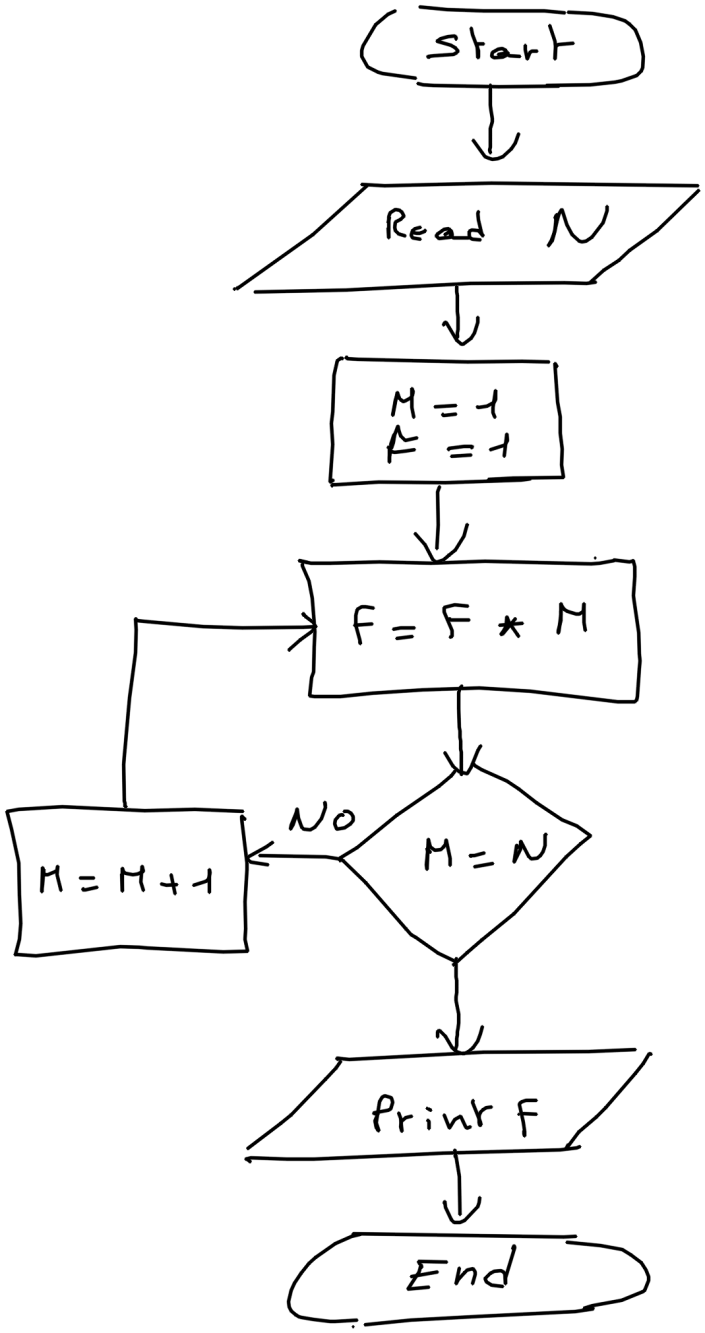 Start
Read N
M = 1
F = 1
F = F * M
No
M = N
M = M + 1
Print F
End